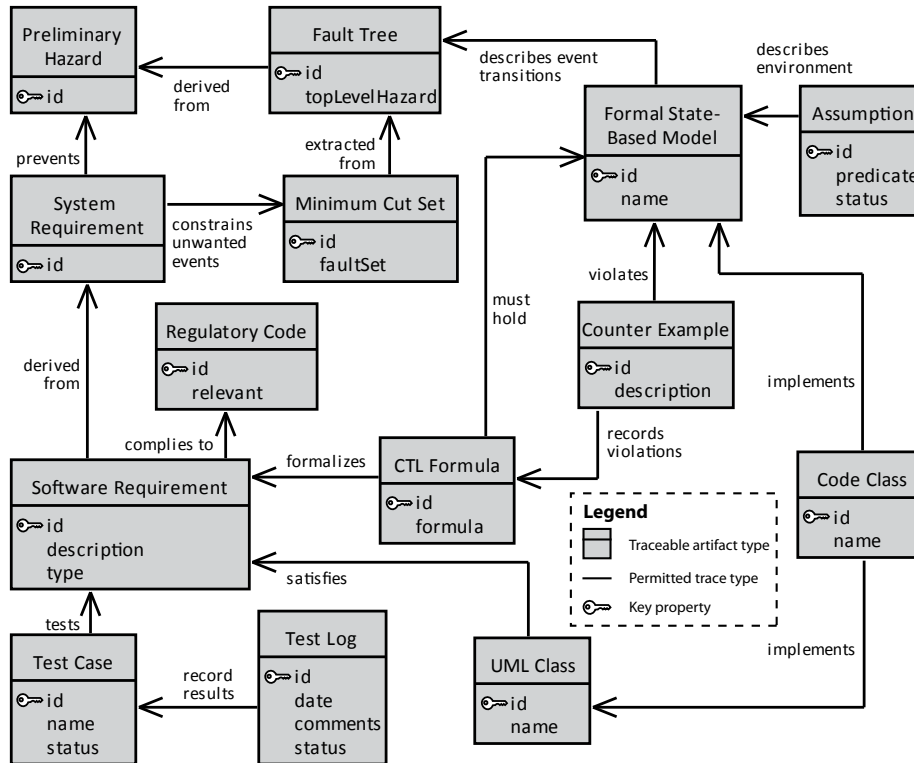 Preliminary
Hazard
id
Fault Tree
id
topLevelHazard
derived
from
describes event
transitions
describes
environment
Formal State-
Based Model
id
name
Assumption
id
predicate
status
prevents
extracted
from
System
Requirement
id
constrains
unwanted
events
Minimum Cut Set
id
faultSet
violates
must
hold
Regulatory Code
id
relevant
Counter Example
id
description
derived
from
implements
complies to
records
violations
Software Requirement
id
description
type
formalizes
CTL Formula
id
formula
Code Class
id
name
Legend
Traceable artifact type
Permitted trace type
Key property
satisfies
tests
Test Case
id
name
status
record
results
Test Log
id
date
comments
status
UML Class
id
name
implements